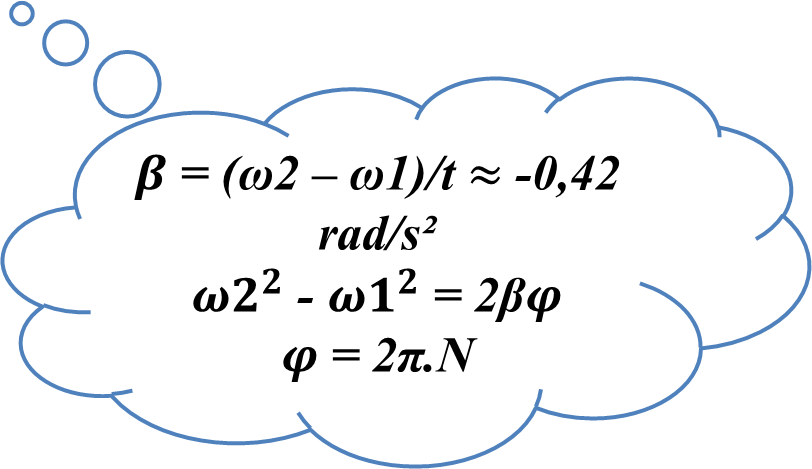 β = (ω2 – ω1)/t ≈ -0,42
rad/s²
ω2² - ω1² = 2βφ
φ = 2π.N